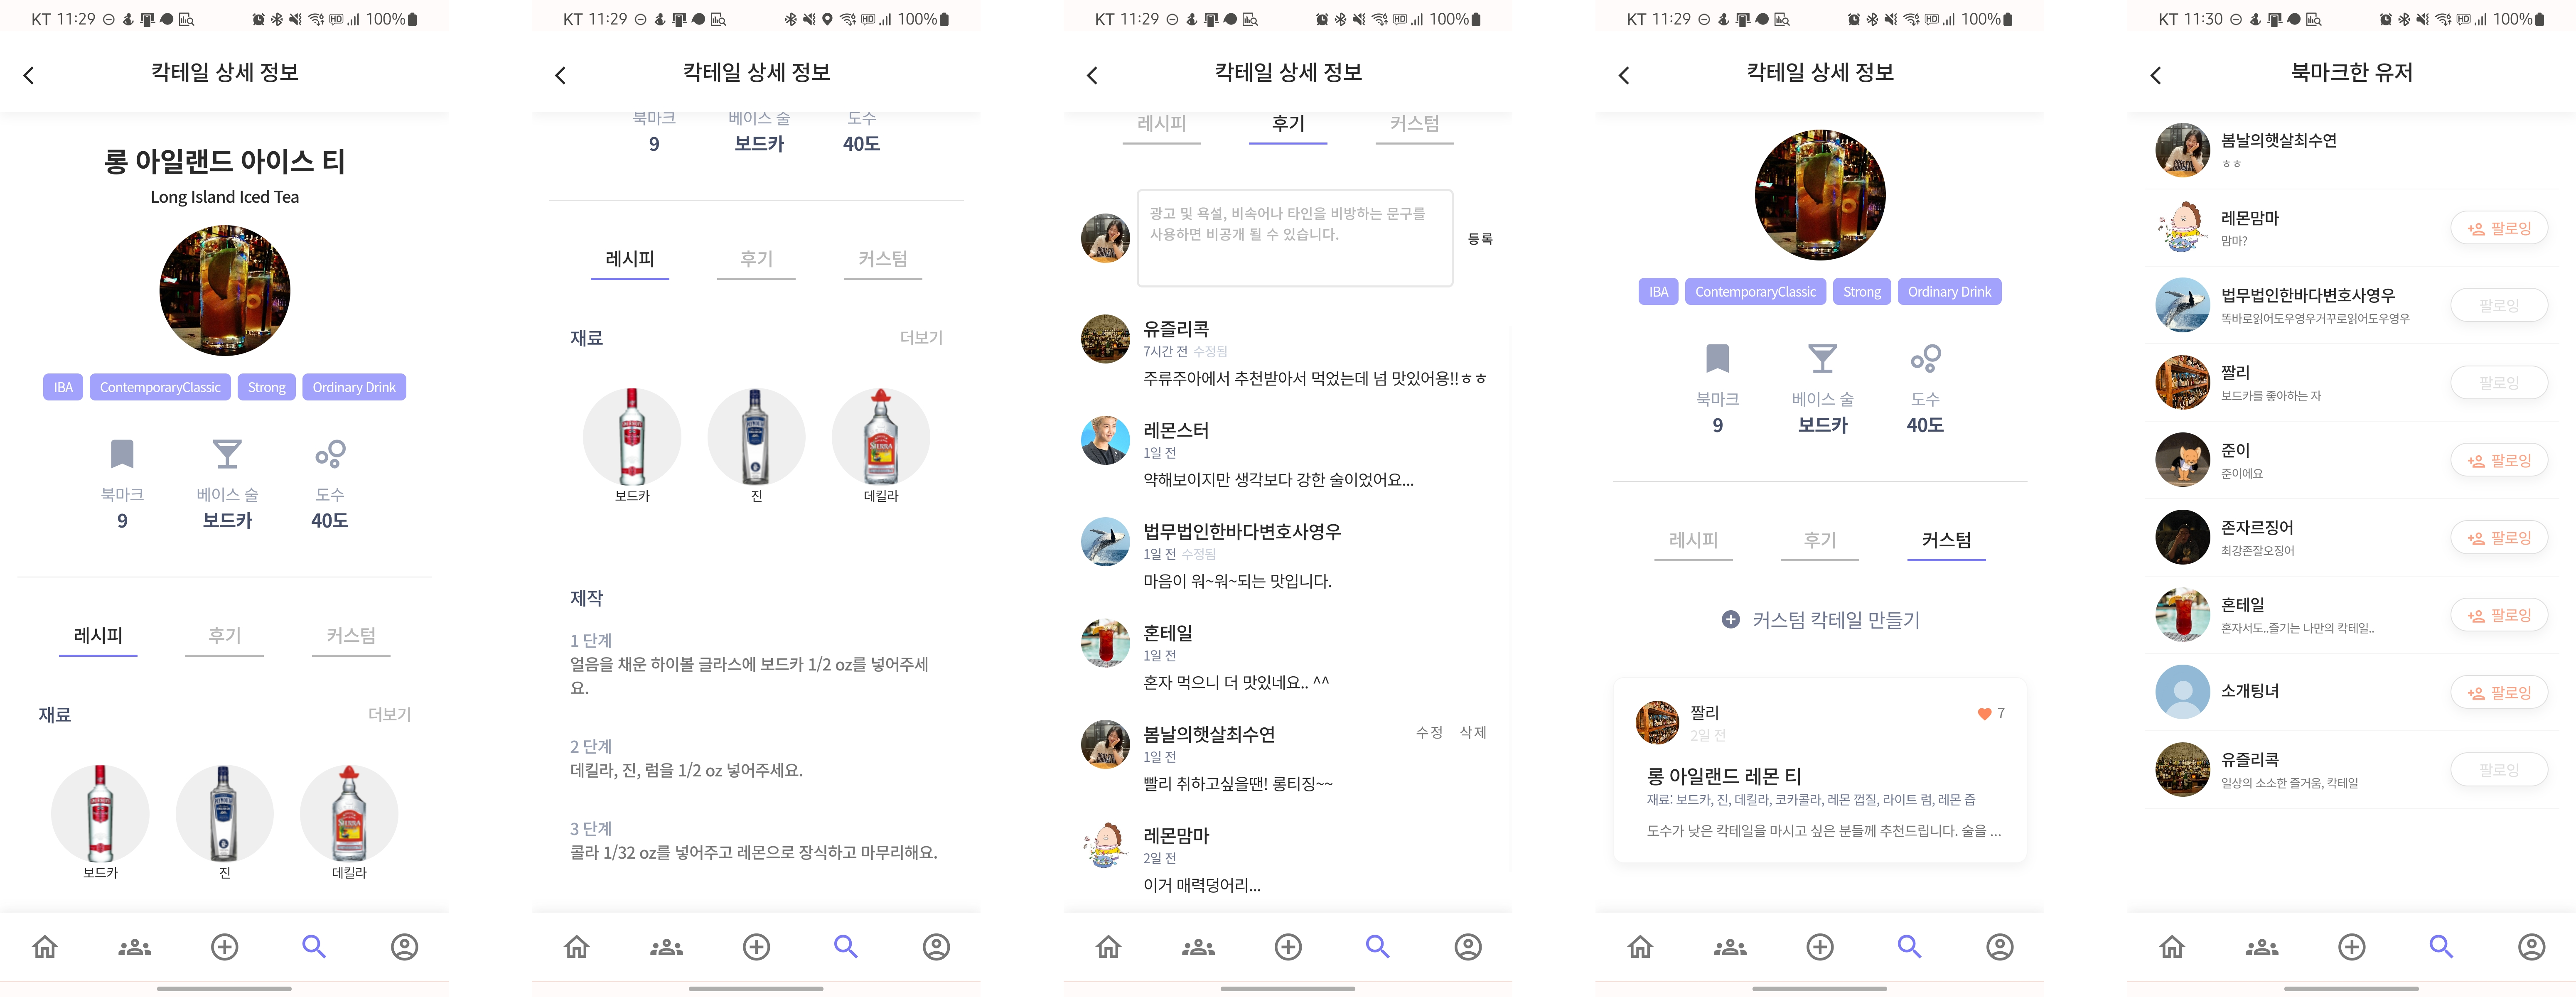 KT 11:29
100%
칵테일 상세 정보
롱 아일랜드 아이스 티
Long Island Iced Tea
IBA
ContemporaryClassic
Strong
Ordinary Drink
북마크
베이스 술
도수
9
보드카
40도
레시피
후기
커스텀
재료
더보기
보드카
진
데킬라
KT 11:29
100%
칵테일 상세 정보
북마크
베이스 술
도수
9
보드카
40도
레시피
후기
커스텀
재료
더보기
보드카
진
데킬라
제작
1 단계
얼음을 채운 하이볼 글라스에 보드카 1/2 oz를 넣어주세
요.
2 단계
데킬라, 진, 럼을 1/2 oz 넣어주세요.
3 단계
콜라 1/32 oz를 넣어주고 레몬으로 장식하고 마무리해요.
KT 11:29
100%
칵테일 상세 정보
레시피
후기
커스텀
광고 및 욕설, 비속어나 타인을 비방하는 문구를
사용하면 비공개 될 수 있습니다.
등록
유즐리콕
7시간 전 수정됨
주류주아에서 추천받아서 먹었는데 넘 맛있어용!!ㅎㅎ
레몬스터
1일 전
약해보이지만 생각보다 강한 술이었어요...
법무법인한바다변호사영우
1일 전 수정됨
마음이 워~워~되는 맛입니다.
혼테일
1일 전
혼자 먹으니 더 맛있네요.. ^^
봄날의햇살최수연
수정 삭제
1일 전
빨리 취하고싶을땐! 롱티징~~
레몬맘마
2일 전
이거 매력덩어리...
KT 11:29
100%
칵테일 상세 정보
IBA
ContemporaryClassic
Strong
Ordinary Drink
북마크
베이스 술
도수
9
보드카
40도
레시피
후기
커스텀
커스텀 칵테일 만들기
짤리
7
2일 전
롱 아일랜드 레몬 티
재료: 보드카, 진, 데킬라, 코카콜라, 레몬 껍질, 라이트 럼, 레몬 즙
도수가 낮은 칵테일을 마시고 싶은 분들께 추천드립니다. 술을 ...
KT 11:30
100%
북마크한 유저
봄날의햇살최수연
ㅎㅎ
레몬맘마
맘마?
팔로잉
법무법인한바다변호사영우
똑바로읽어도우영우거꾸로읽어도우영우
팔로잉
짤리
보드카를 좋아하는 자
팔로잉
준이
준이에요
팔로잉
존자르징어
최강존잘오징어
팔로잉
혼테일
혼자서도..즐기는 나만의 칵테일..
팔로잉
소개팅녀
팔로잉
유즐리콕
일상의 소소한 즐거움, 칵테일
팔로잉